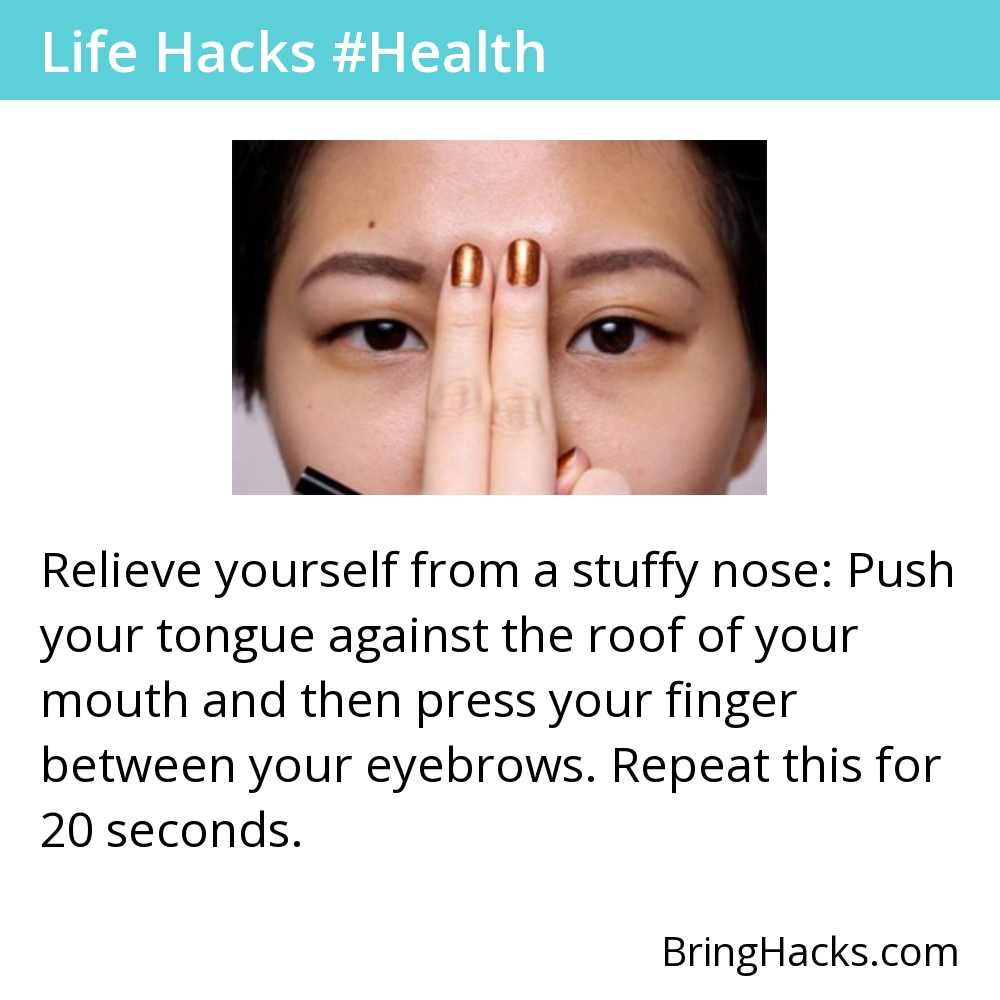 Life Hacks #Health
Relieve yourself from a stuffy nose: Push
your tongue against the roof of your
mouth and then press your finger
between your eyebrows. Repeat this for
20 seconds.
BringHacks.com